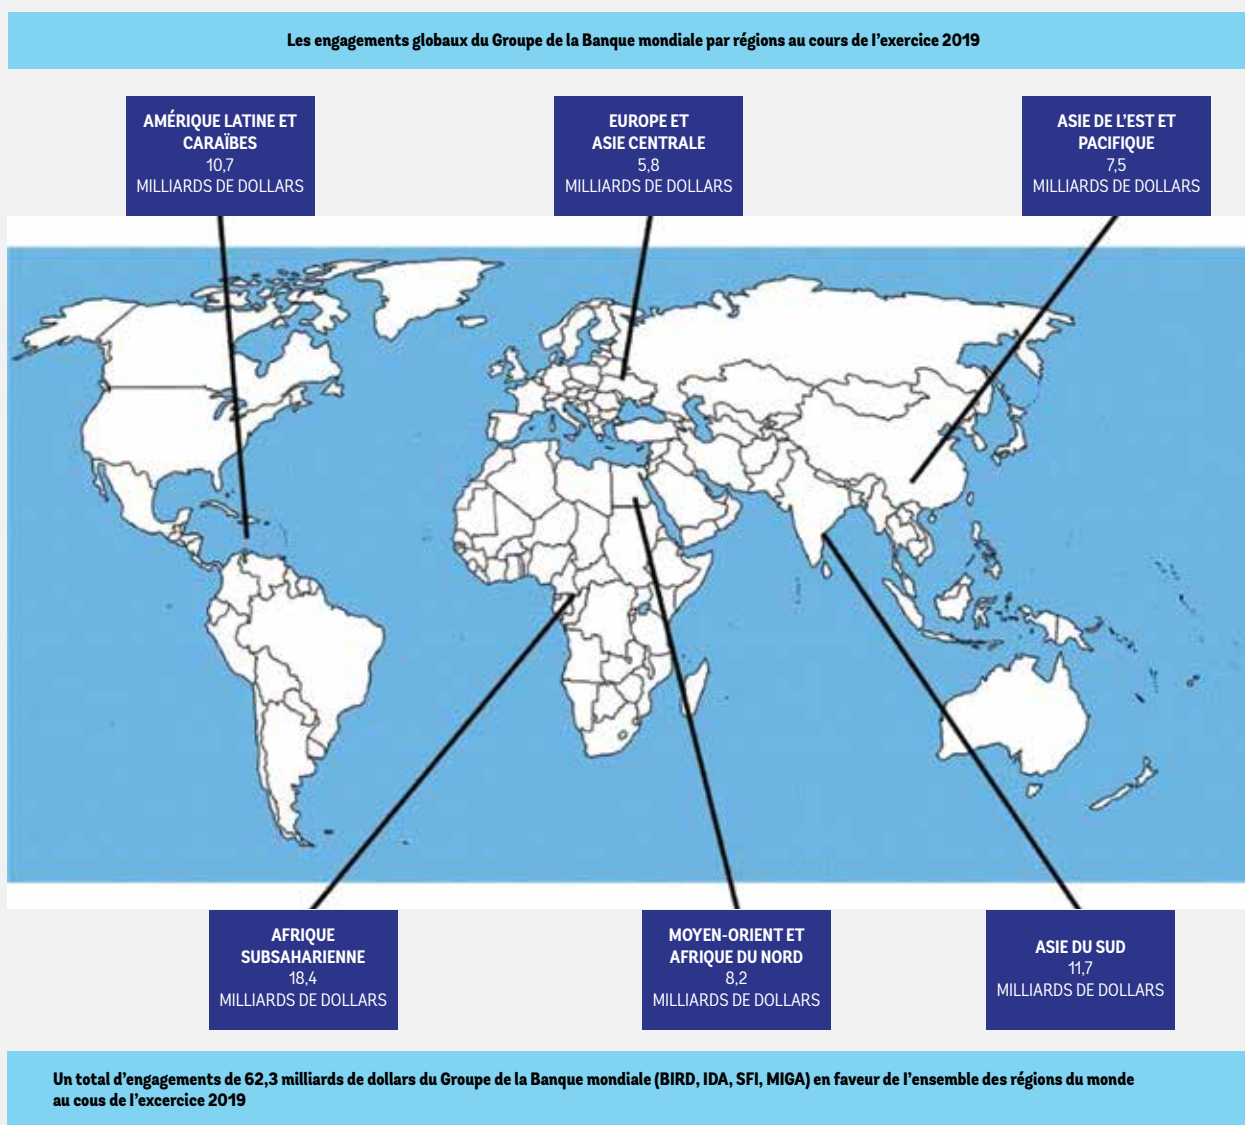 Les engagements globaux du Groupe de la Banque mondiale par régions au cours de l'exercice 2019
AMÉRIQUE LATINE ET
CARAÏBES
10,7
MILLIARDS DE DOLLARS
EUROPE ET
ASIE CENTRALE
5,8
MILLIARDS DE DOLLARS
ASIE DE L'EST ET
PACIFIQUE
7,5
MILLIARDS DE DOLLARS
AFRIQUE
SUBSAHARIENNE
18,4
MILLIARDS DE DOLLARS
MOYEN-ORIENT ET
AFRIQUE DU NORD
8,2
MILLIARDS DE DOLLARS
ASIE DU SUD
11,7
MILLIARDS DE DOLLARS
Un total d'engagements de 62,3 milliards de dollars du Groupe de la Banque mondiale (BIRD, IDA, SFI, MIGA) en faveur de l'ensemble des régions du monde
au cous de l'excercice 2019